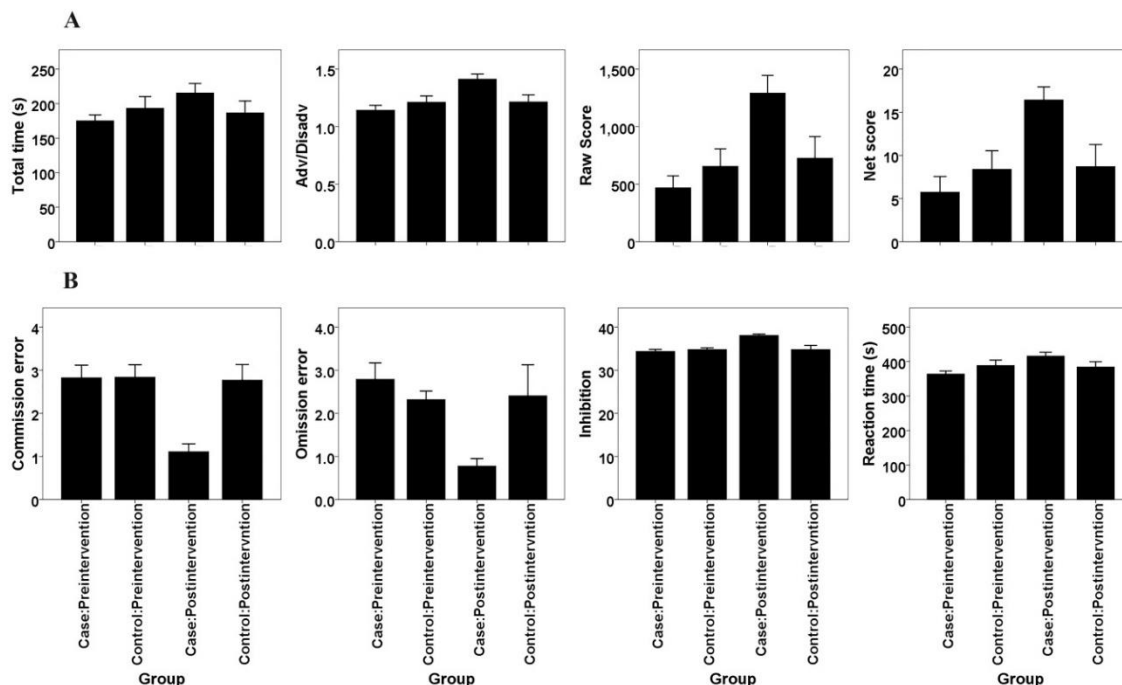 A
Total time (s)
250
200
150
100
50
0
Adv/Disadv
1.5
1.0
0.5
0.0
Raw Score
1,500
1,000
500
0
Net score
20
15
10
5
0
B
Commission error
4
3
2
1
0
Case:Preintervention
Control:Preintervention
Case:Postintervention
Control:Postintervntion
Group
Omission error
4.0
3.0
2.0
1.0
0.0
Case:Preintervention
Control:Preintervention
Case:Postintervention
Control:Postintervntion
Group
Inhibition
40
30
20
10
0
Case:Preintervention
Control:Preintervention
Case:Postintervention
Control:Postintervntion
Group
Reaction time (s)
500
400
300
200
100
0
Case:Preintervention
Control:Preintervention
Case:Postintervention
Control:Postintervntion
Group